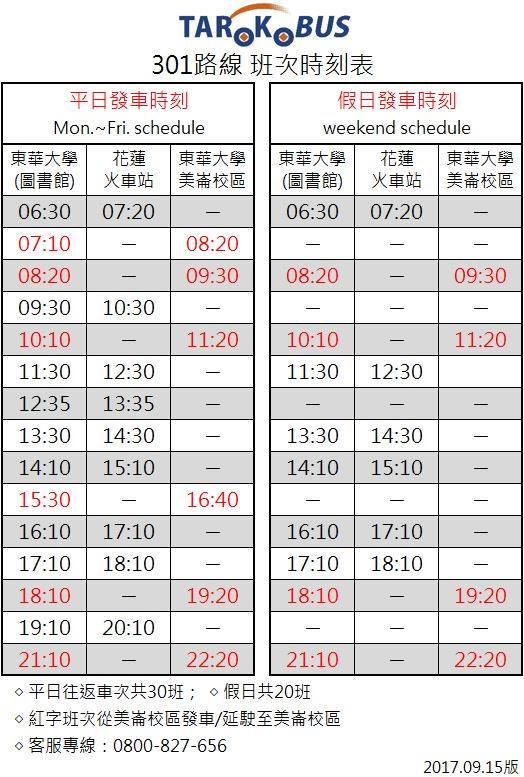 TAROKOBUS
301路線 班次時刻表
平日發車時刻 假日發車時刻
Mon.~Fri. schedule weekend schedule
東華大學 花蓮 東華大學 東華大學 花蓮 東華大學
(圖書館) 火車站 美崙校區 (圖書館) 火車站 美崙校區
06:30 07:20 — 06:30 07:20 —
07:10 — 08:20 — — —
08:20 — 09:30 08:20 — 09:30
09:30 10:30 — — — —
10:10 — 11:20 10:10 — 11:20
11:30 12:30 — 11:30 12:30
12:35 13:35 — — — —
13:30 14:30 — 13:30 14:30 —
14:10 15:10 — 14:10 15:10 —
15:30 — 16:40 — — —
16:10 17:10 — 16:10 17:10 —
17:10 18:10 — 17:10 18:10 —
18:10 — 19:20 18:10 — 19:20
19:10 20:10 — — — —
21:10 — 22:20 21:10 — 22:20
◇ 平日往返車次共30班； ◇ 假日共20班
◇ 紅字班次從美崙校區發車/延駛至美崙校區
◇ 客服專線：0800-827-656
2017.09.15版